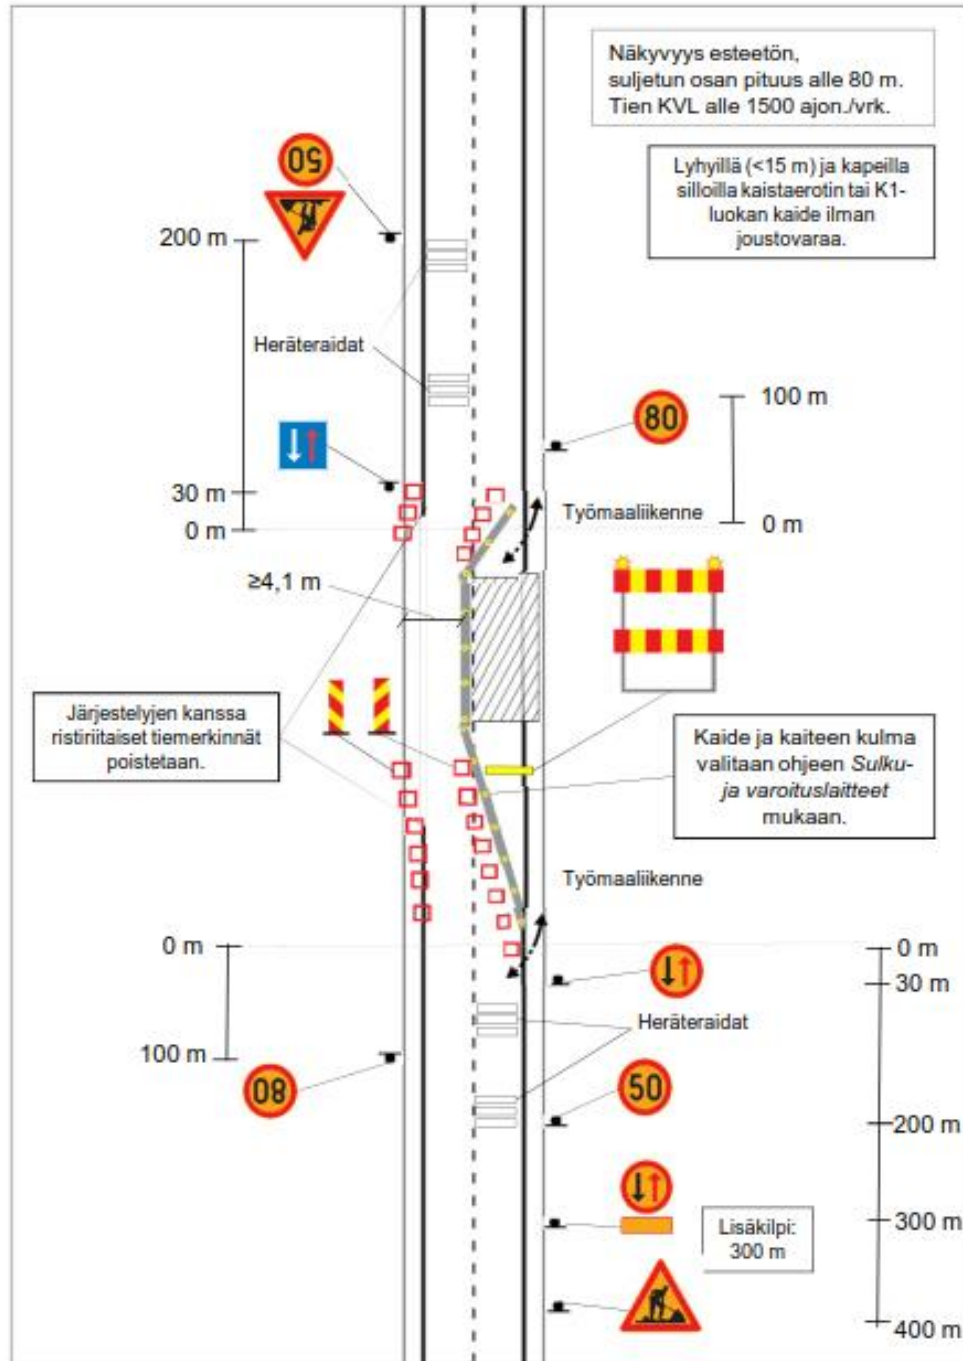 Näkyvyys esteetön,
suljetun osan pituus alle 80 m.
Tien KVL alle 1500 ajon./vrk.
50
Lyhyillä (<15 m) ja kapeilla
silloilla kaistaerotin tai K1-
luokan kaide ilman
joustovaraa.
200 m
Heräteraidat
80
100 m
30 m
0 m
Työmaaliikenne
0 m
≥4,1 m
Järjestelyjen kanssa
ristiriitaiset tiemerkinnät
poistetaan.
Kaide ja kaiteen kulma
valitaan ohjeen Sulku-
ja varoituslaitteet
mukaan.
Työmaaliikenne
0 m
0 m
30 m
Heräteraidat
100 m
80
50
200 m
Lisäkilpi:
300 m
300 m
400 m